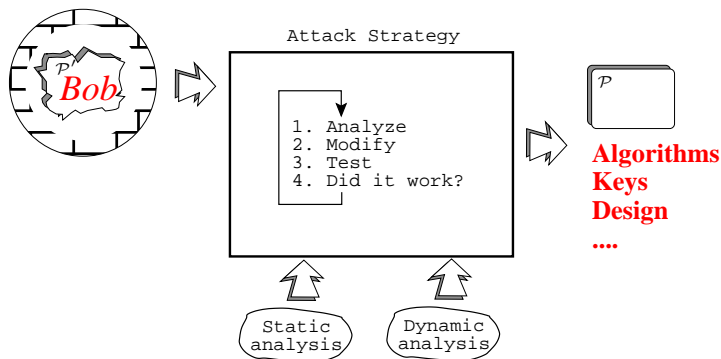 Attack Strategy
P'
Bob
1. Analyze
2. Modify
3. Test
4. Did it work?
P
Algorithms
Keys
Design
....
Static
analysis
Dynamic
analysis